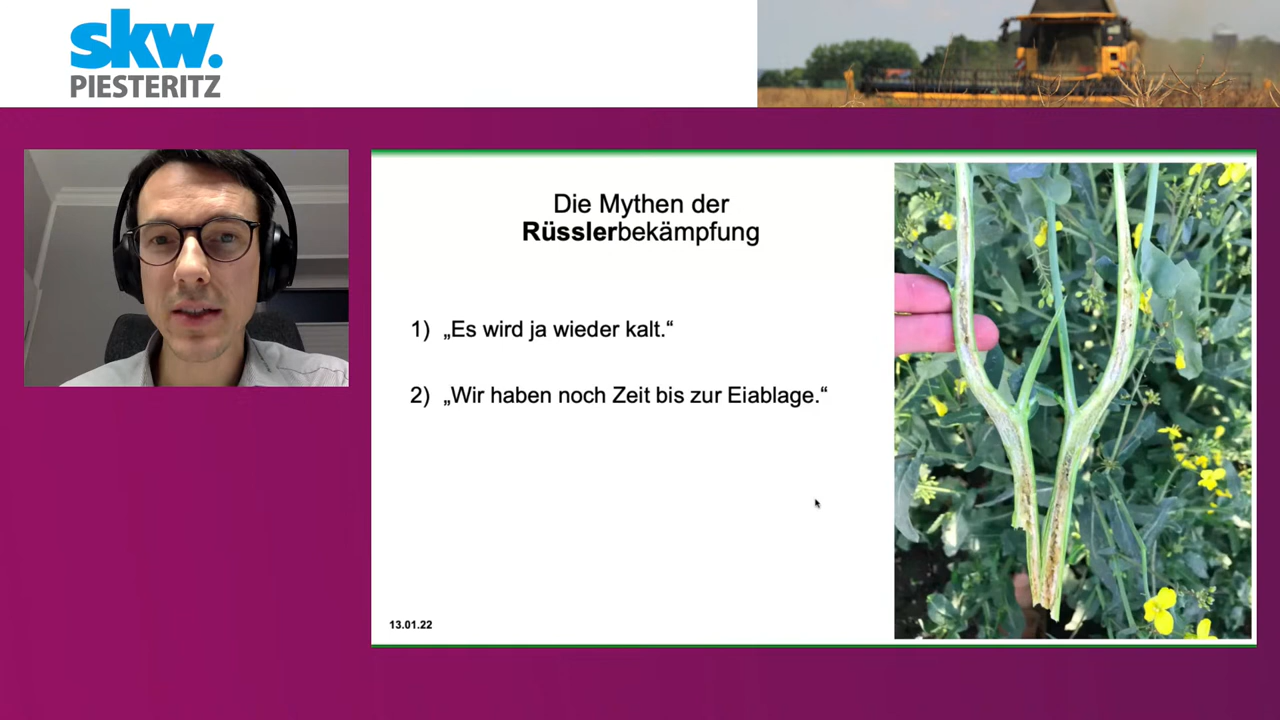 skw.
PIESTERITZ
Die Mythen der
Rüsslerbekämpfung
1) „Es wird ja wieder kalt.“
2) „Wir haben noch Zeit bis zur Eiablage.“
13.01.22